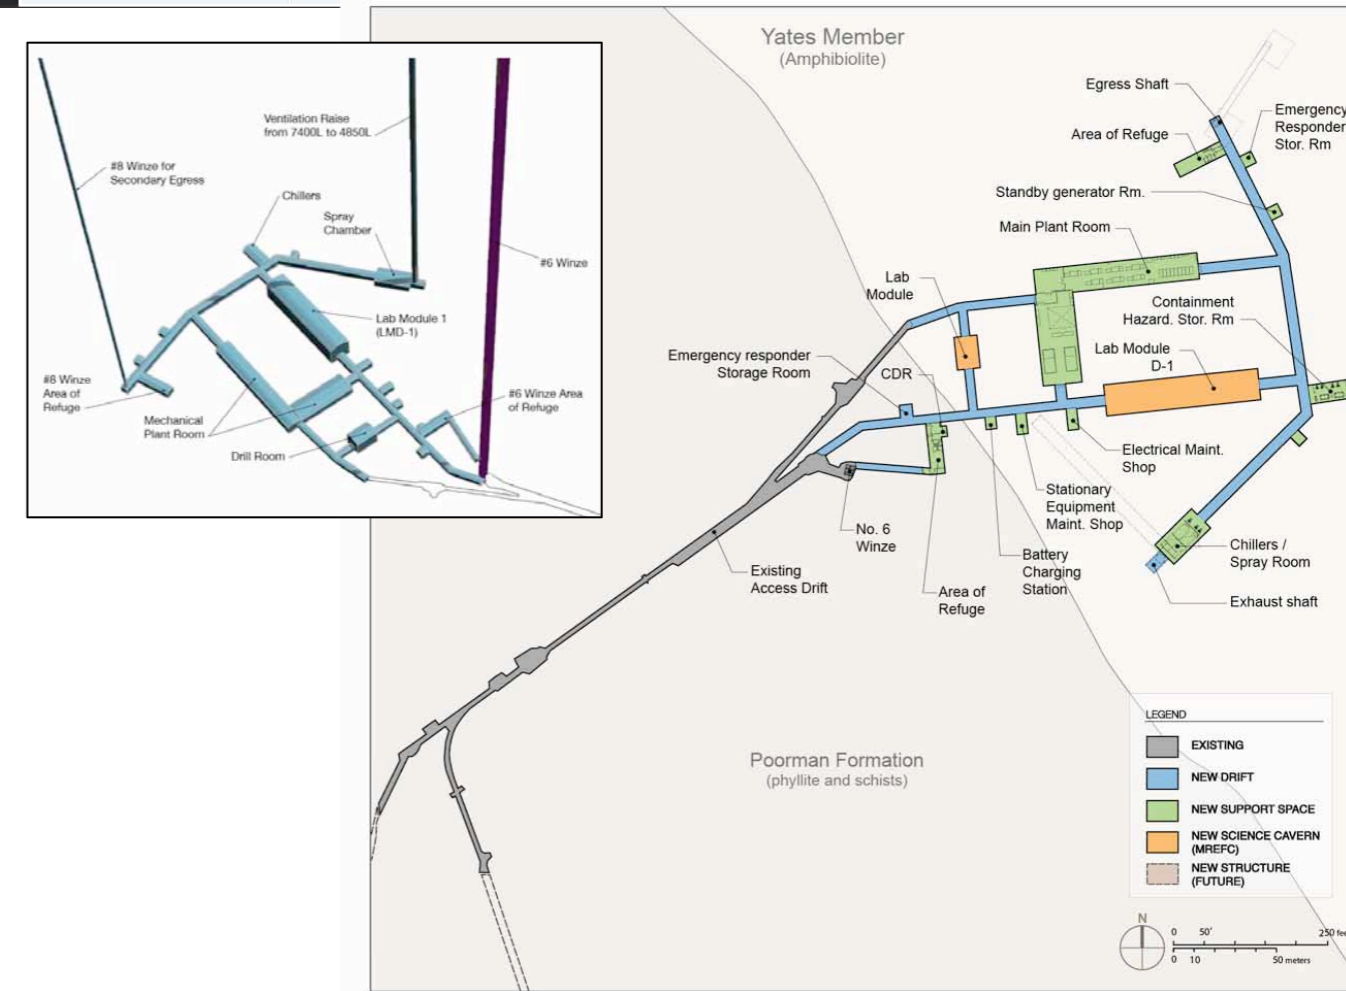 Ventilation Raise
from 7400L to 4850L
#8 Winze for
Secondary Egress
Chillers
Spray
Chamber
#6 Winze
Lab Module 1
(LMD-1)
#8 Winze
Area of
Refuge
#6 Winze Area
of Refuge
Mechanical
Plant Room
Drill Room
Yates Member
(Amphibiolite)
Egress Shaft
Emergency
Responder
Stor. Rm
Area of Refuge
Standby generator Rm.
Main Plant Room
Lab
Module
Containment
Hazard. Stor. Rm
Emergency responder
Storage Room
CDR
Lab Module
D-1
Electrical Maint.
Shop
Stationary
Equipment
Maint. Shop
No. 6
Winze
Battery
Charging
Station
Chillers /
Spray Room
Existing
Access Drift
Area of
Refuge
Exhaust shaft
Poorman Formation
(phyllite and schists)
LEGEND
EXISTING
NEW DRIFT
NEW SUPPORT SPACE
NEW SCIENCE CAVERN
(MREFC)
NEW STRUCTURE
(FUTURE)
N
0 50' 250 fee
0 10 50 meters